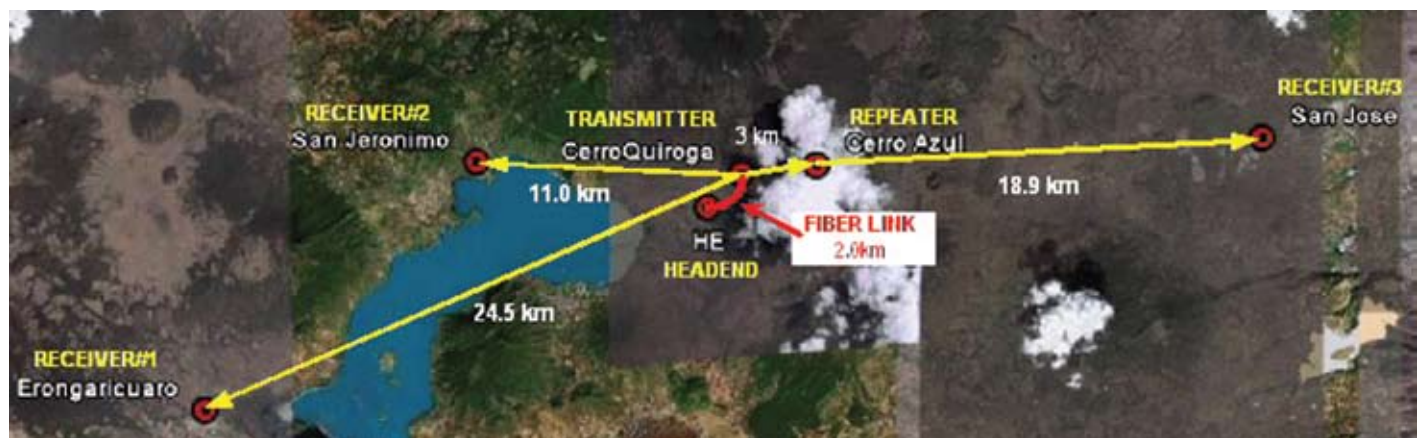 RECEIVER#3
San Jose
RECEIVER#2
San Jeronimo
TRANSMITTER
CerroQuiroga
3 km
REPEATER
Cerro Azul
11.0 km
18.9 km
FIBER LINK
2.0km
HE
HEADEND
24.5 km
RECEIVER#1
Erongaricuaro